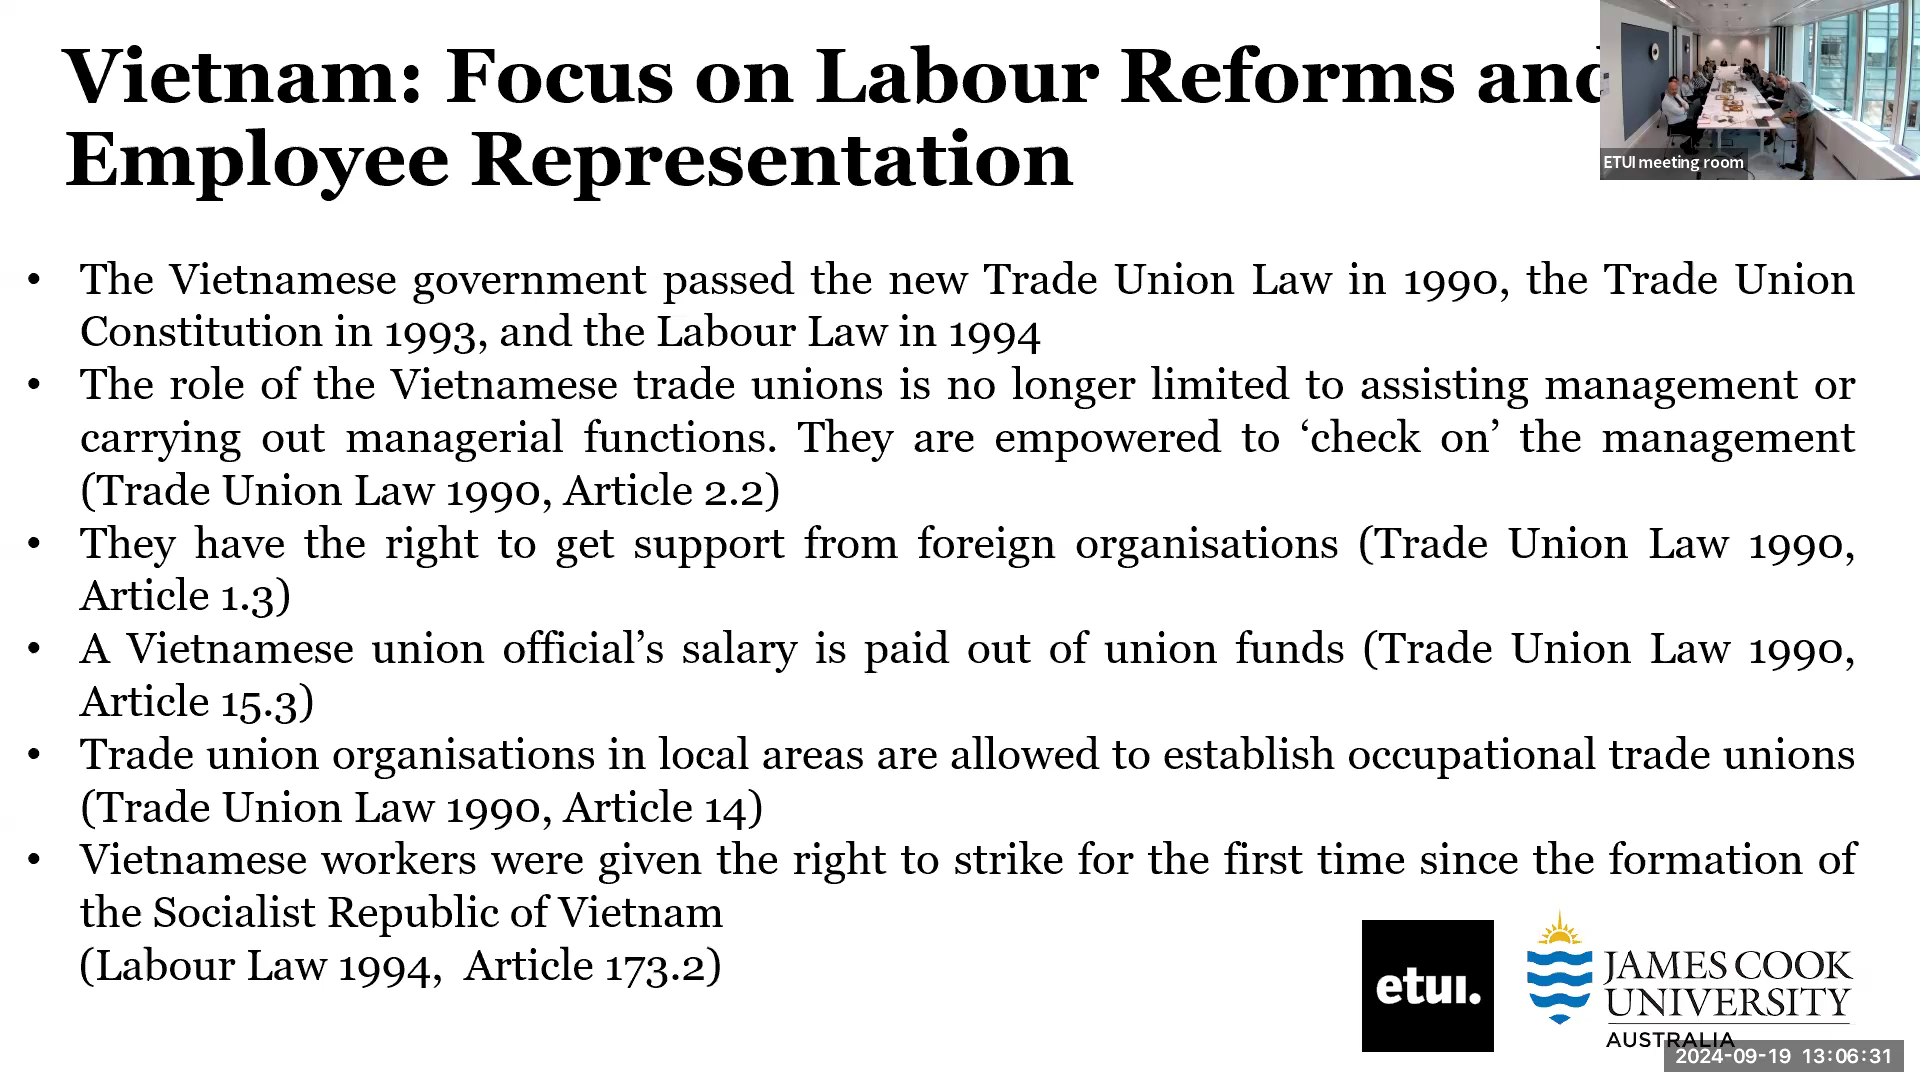 Vietnam: Focus on Labour Reforms and
Employee Representation
ETUI meeting room
• The Vietnamese government passed the new Trade Union Law in 1990, the Trade Union
Constitution in 1993, and the Labour Law in 1994
• The role of the Vietnamese trade unions is no longer limited to assisting management or
carrying out managerial functions. They are empowered to ‘check on’ the management
(Trade Union Law 1990, Article 2.2)
• They have the right to get support from foreign organisations (Trade Union Law 1990,
Article 1.3)
• A Vietnamese union official’s salary is paid out of union funds (Trade Union Law 1990,
Article 15.3)
• Trade union organisations in local areas are allowed to establish occupational trade unions
(Trade Union Law 1990, Article 14)
• Vietnamese workers were given the right to strike for the first time since the formation of
the Socialist Republic of Vietnam
(Labour Law 1994, Article 173.2)
etui.
JAMES COOK
UNIVERSITY
AUSTRALIA
2024-09-19 13:06:31